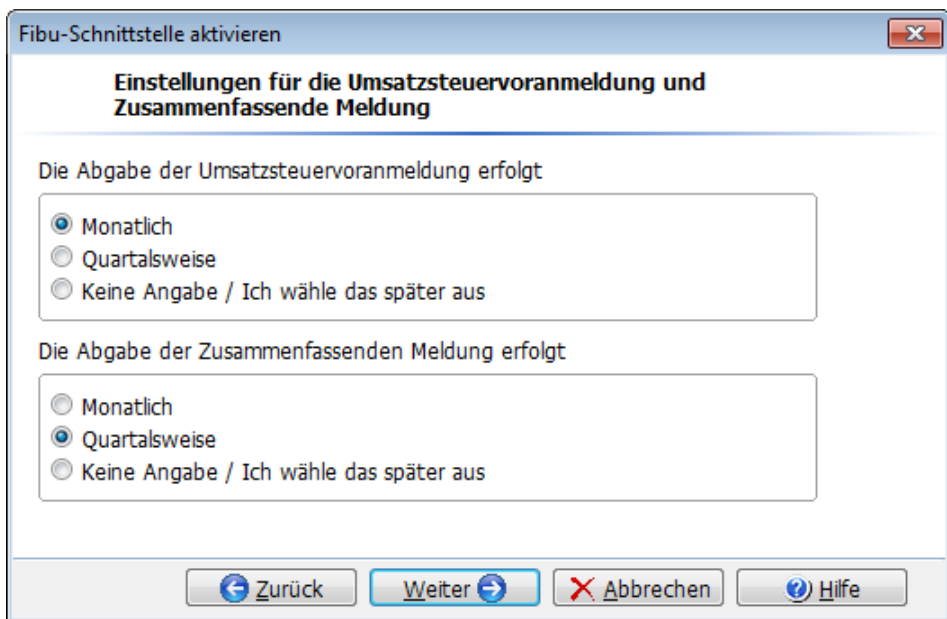 Fibu-Schnittstelle aktivieren
Einstellungen für die Umsatzsteuervoranmeldung und
Zusammenfassende Meldung
Die Abgabe der Umsatzsteuervoranmeldung erfolgt
Monatlich
Quartalsweise
Keine Angabe / Ich wähle das später aus
Die Abgabe der Zusammenfassenden Meldung erfolgt
Monatlich
Quartalsweise
Keine Angabe / Ich wähle das später aus
Zurück Weiter Abbrechen Hilfe